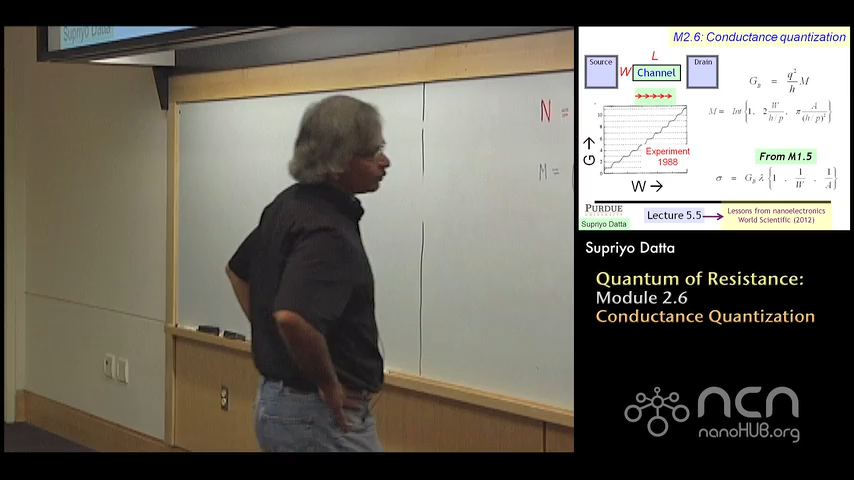 Supriyo Datta
N =
M =
M2.6: Conductance quantization
Source
L
W
Channel
Drain
G_B = q²/h M
M = Int {1, 2 W/(h/p), π A/(h/p)²}
G →
Experiment
1988
W →
From M1.5
σ = G_B λ {1, 1/W, 1/A}
PURDUE
UNIVERSITY
Supriyo Datta
Lecture 5.5
Lessons from nanoelectronics
World Scientific (2012)
Supriyo Datta
Quantum of Resistance:
Module 2.6
Conductance Quantization
ncn
nanoHUB.org